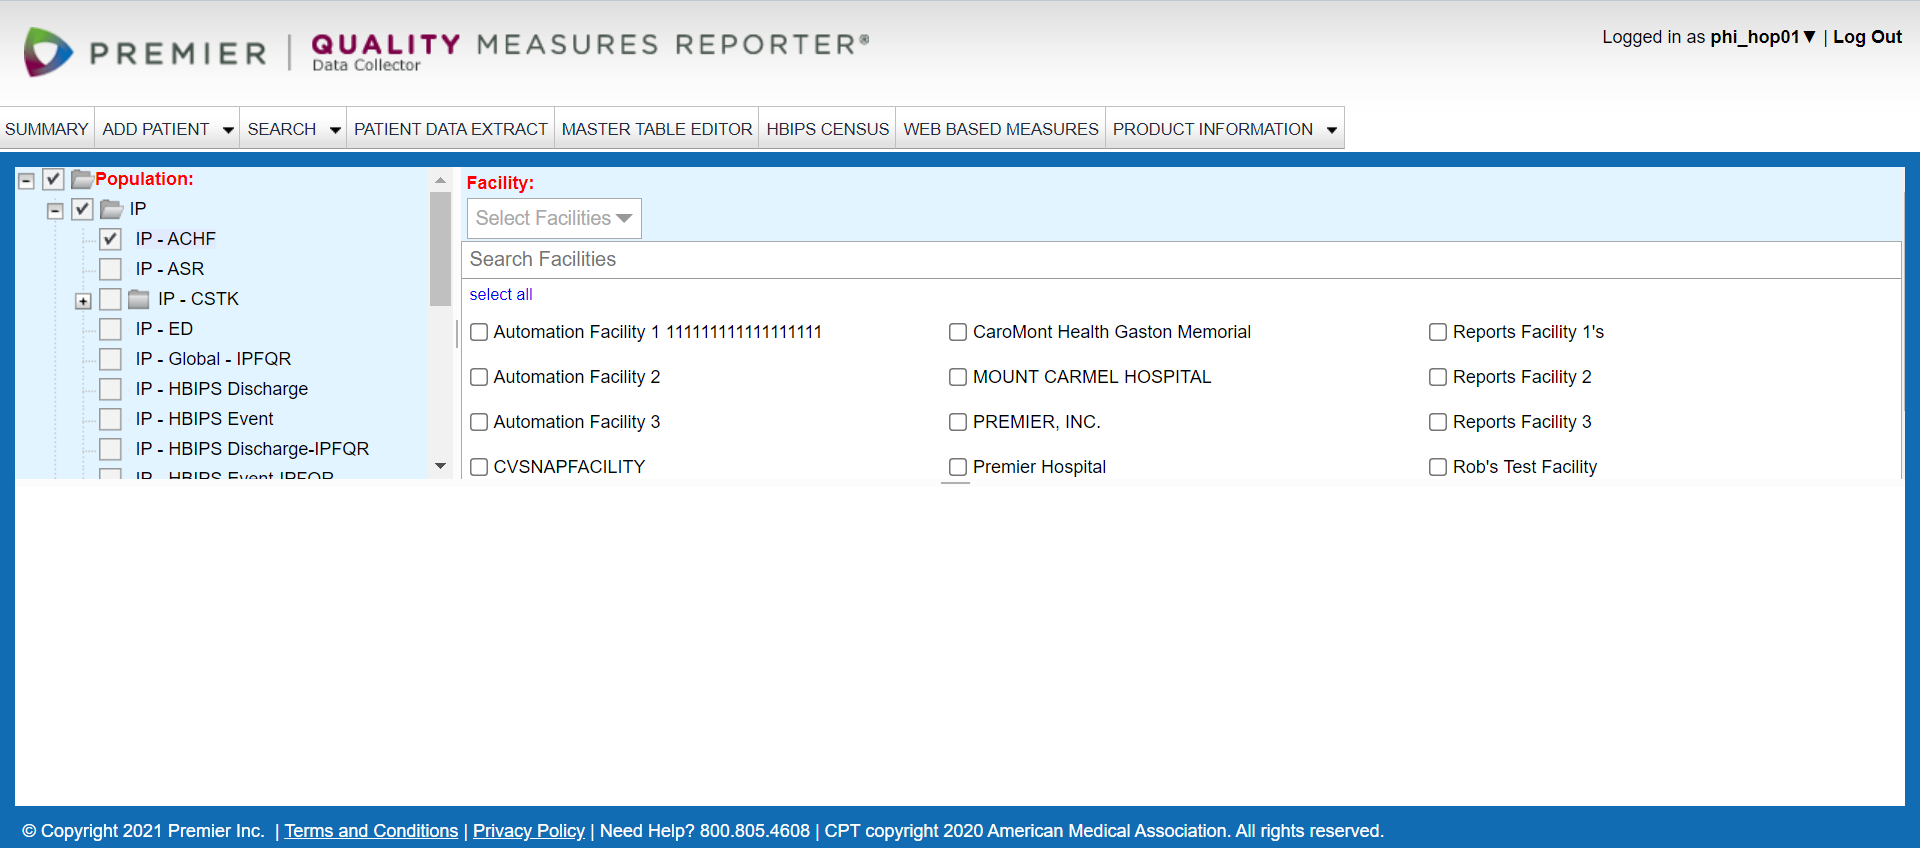 PREMIER | QUALITY MEASURES REPORTER®
Data Collector
Logged in as phi_hop01▼ | Log Out
SUMMARY ADD PATIENT SEARCH PATIENT DATA EXTRACT MASTER TABLE EDITOR HBIPS CENSUS WEB BASED MEASURES PRODUCT INFORMATION
Population:
IP
IP - ACHF
IP - ASR
IP - CSTK
IP - ED
IP - Global - IPFQR
IP - HBIPS Discharge
IP - HBIPS Event
IP - HBIPS Discharge-IPFQR
IP - HBIPS Event-IPFQR
Facility:
Select Facilities
Search Facilities
select all
Automation Facility 1 111111111111111111 CaroMont Health Gaston Memorial Reports Facility 1's
Automation Facility 2 MOUNT CARMEL HOSPITAL Reports Facility 2
Automation Facility 3 PREMIER, INC. Reports Facility 3
CVSNAPFACILITY Premier Hospital Rob's Test Facility
© Copyright 2021 Premier Inc. | Terms and Conditions | Privacy Policy | Need Help? 800.805.4608 | CPT copyright 2020 American Medical Association. All rights reserved.